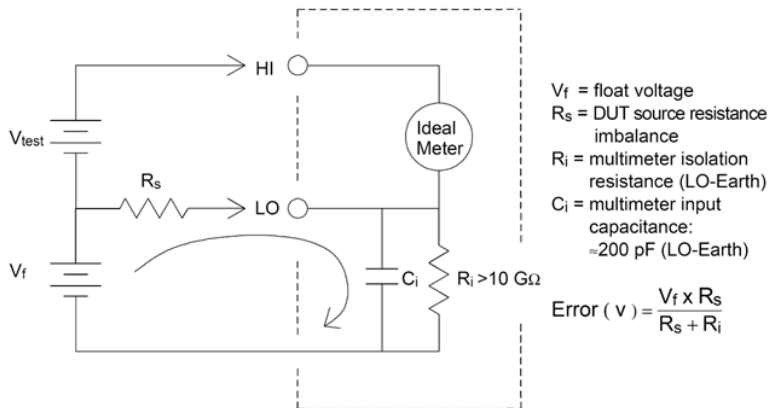 HI
Vtest
Ideal
Meter
Rs
LO
Vf
Ci
Ri >10 GΩ
Vf = float voltage
Rs = DUT source resistance
imbalance
Ri = multimeter isolation
resistance (LO-Earth)
Ci = multimeter input
capacitance:
≈200 pF (LO-Earth)
Error ( v ) = Vf x Rs
Rs + Ri